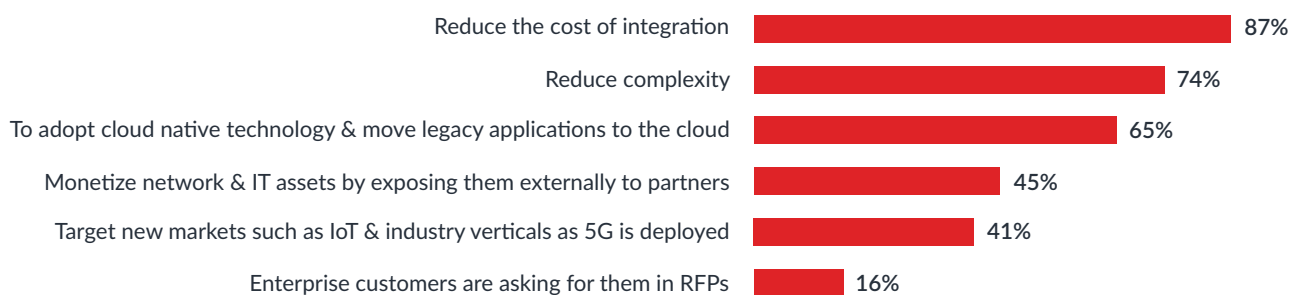 Reduce the cost of integration 87%
Reduce complexity 74%
To adopt cloud native technology & move legacy applications to the cloud 65%
Monetize network & IT assets by exposing them externally to partners 45%
Target new markets such as IoT & industry verticals as 5G is deployed 41%
Enterprise customers are asking for them in RFPs 16%